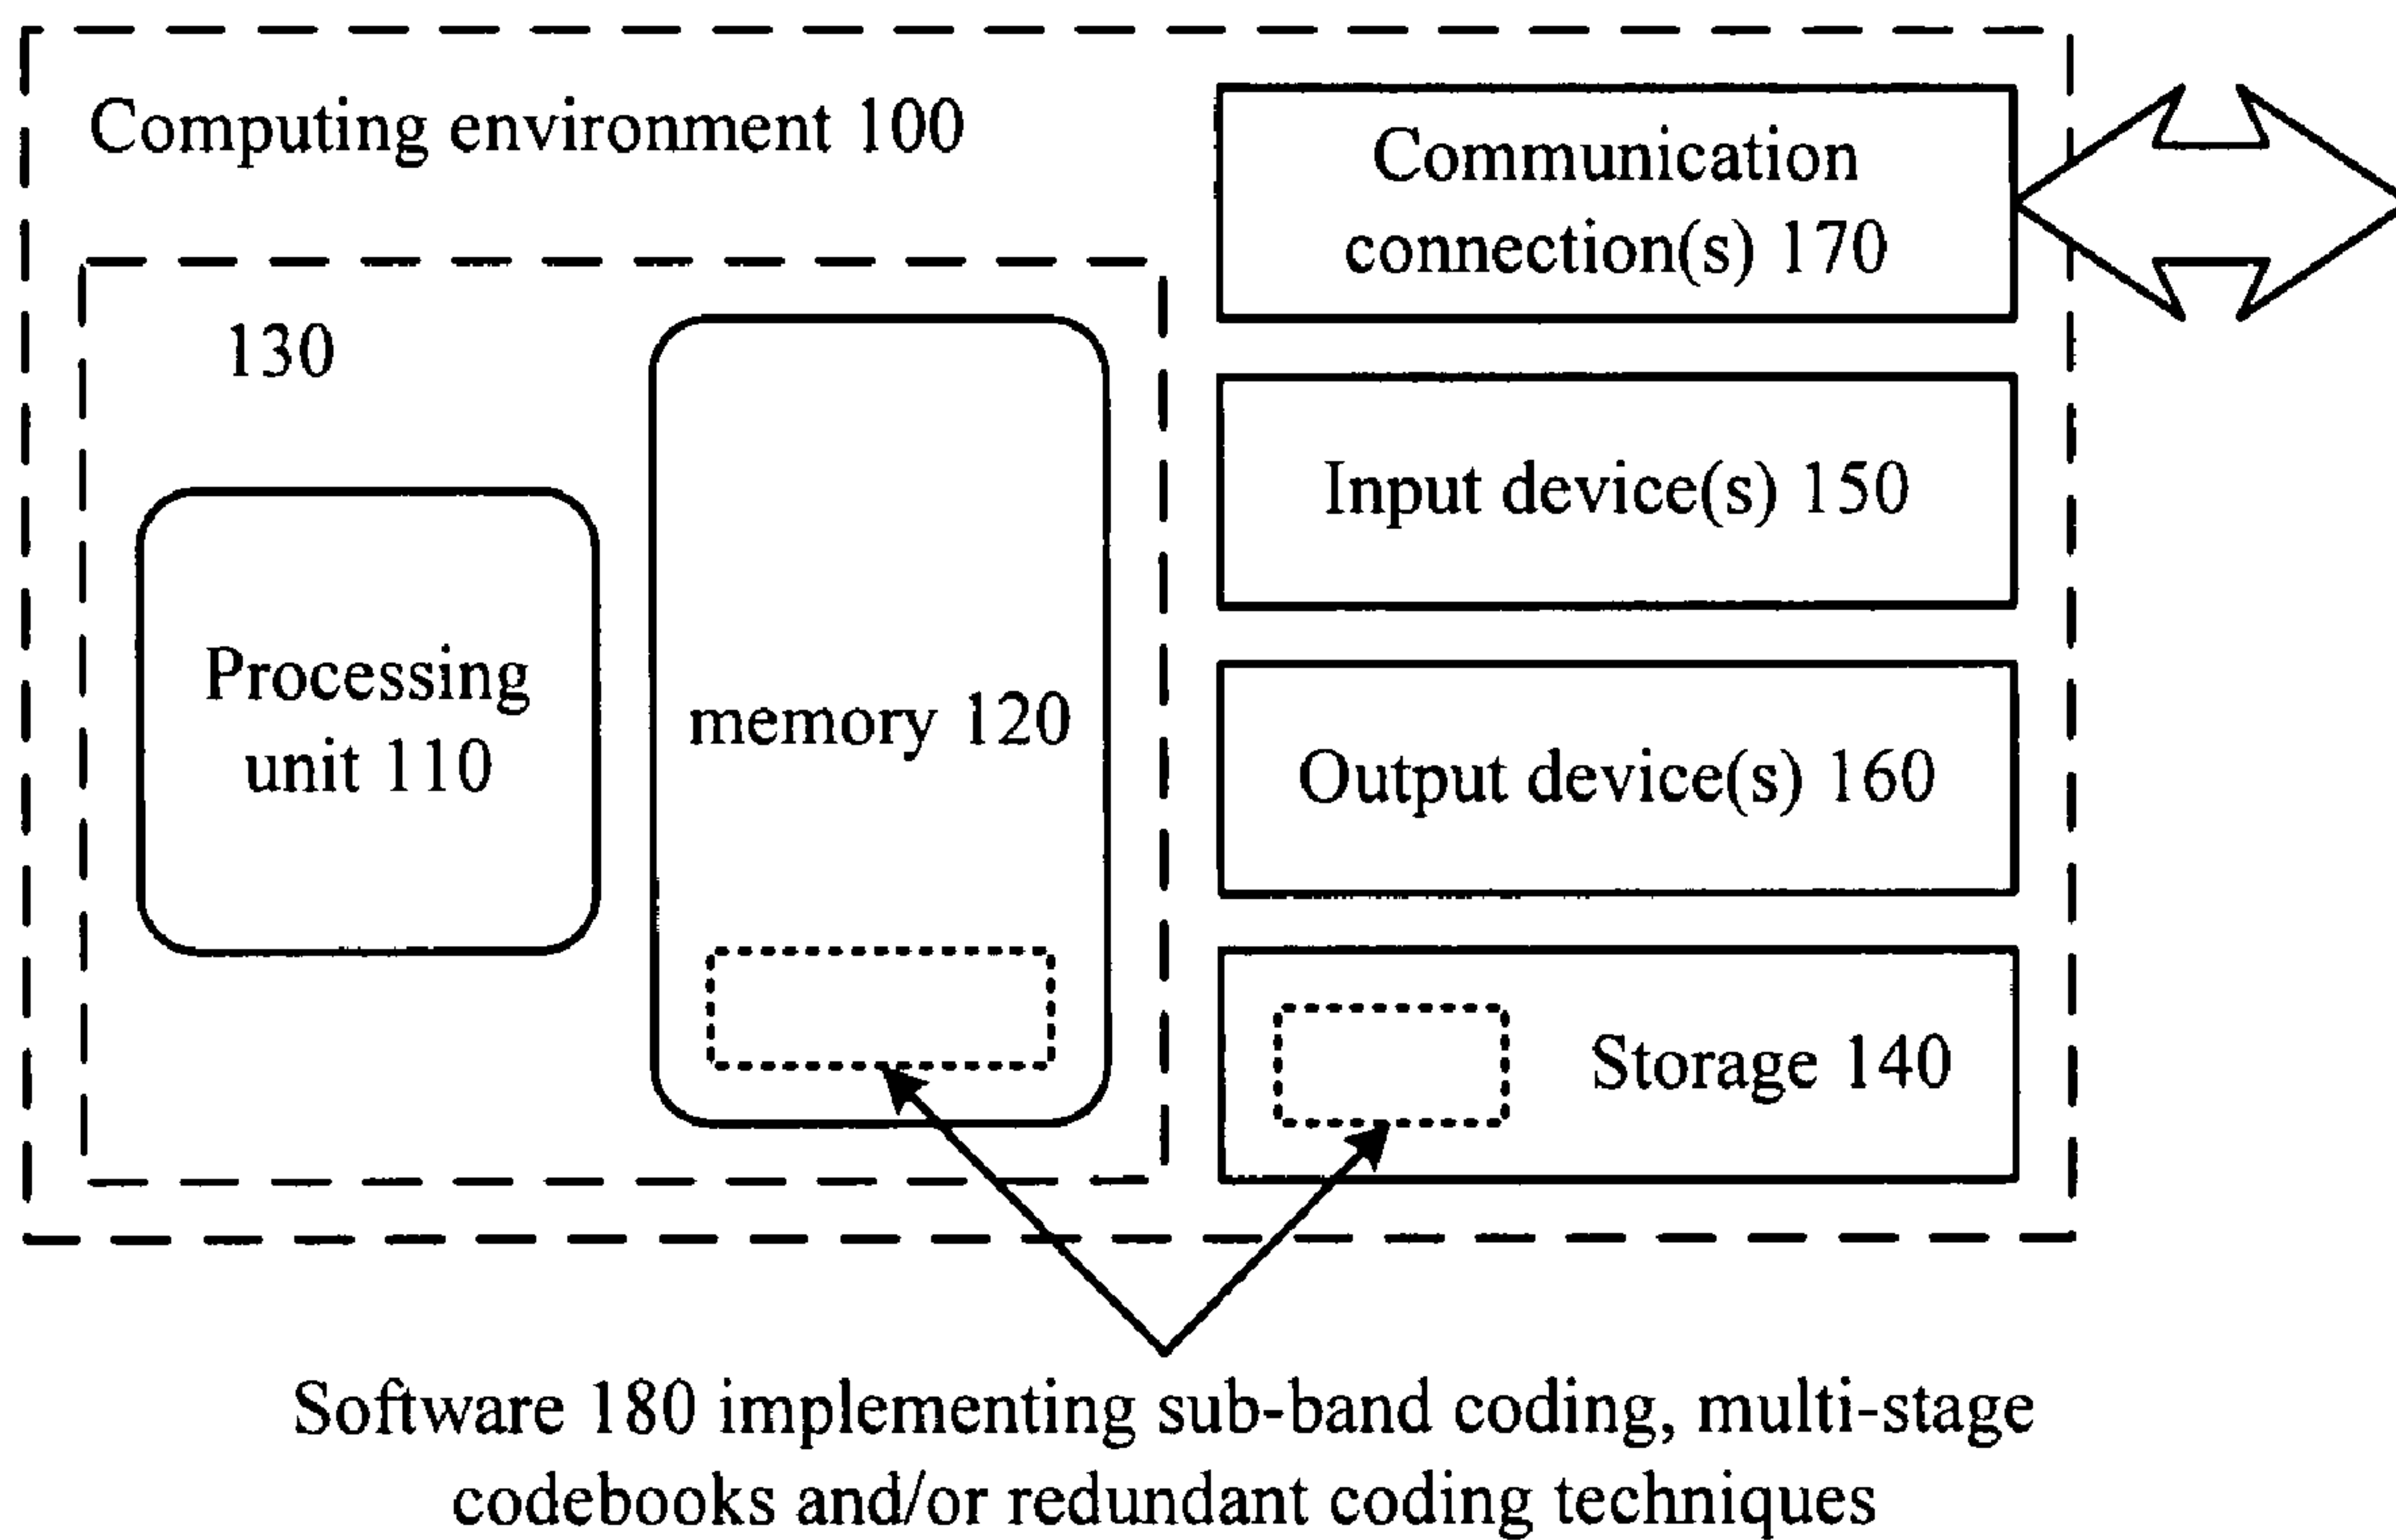 Computing environment 100
Communication
connection(s) 170
130
Input device(s) 150
Processing
unit 110
memory 120
Output device(s) 160
Storage 140
Software 180 implementing sub-band coding, multi-stage
codebooks and/or redundant coding techniques